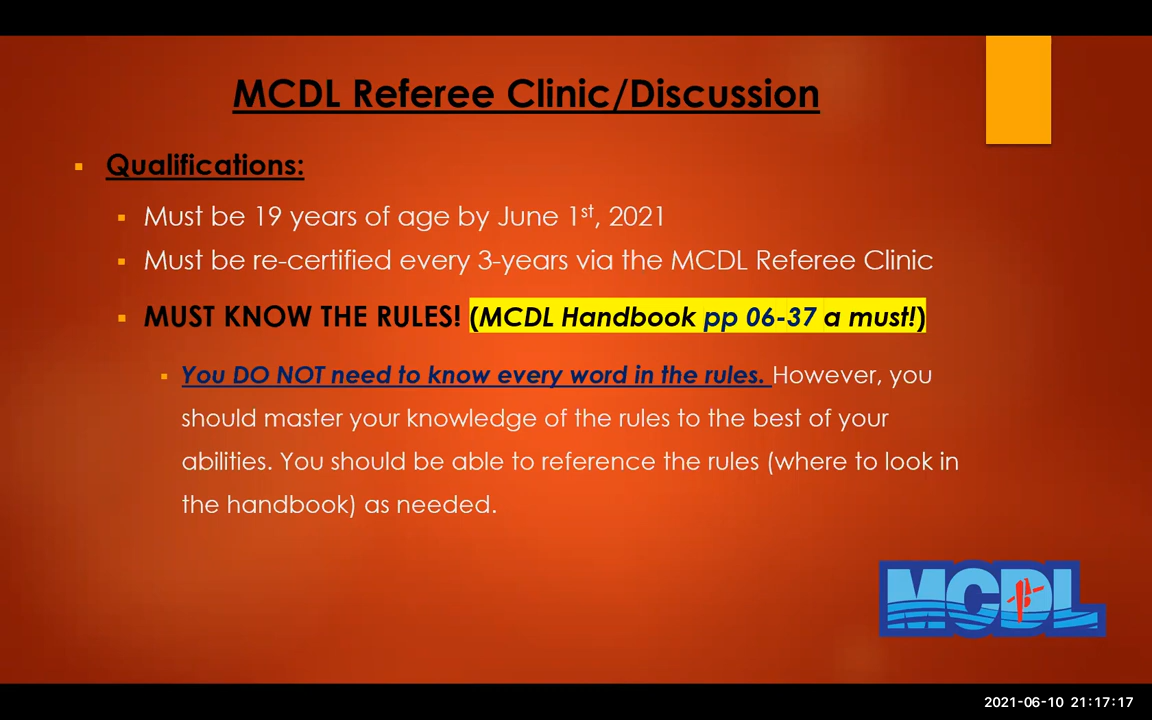 MCDL Referee Clinic/Discussion
Qualifications:
Must be 19 years of age by June 1st, 2021
Must be re-certified every 3-years via the MCDL Referee Clinic
MUST KNOW THE RULES! (MCDL Handbook pp 06-37 a must!)
You DO NOT need to know every word in the rules. However, you
should master your knowledge of the rules to the best of your
abilities. You should be able to reference the rules (where to look in
the handbook) as needed.
MCDL
2021-06-10 21:17:17